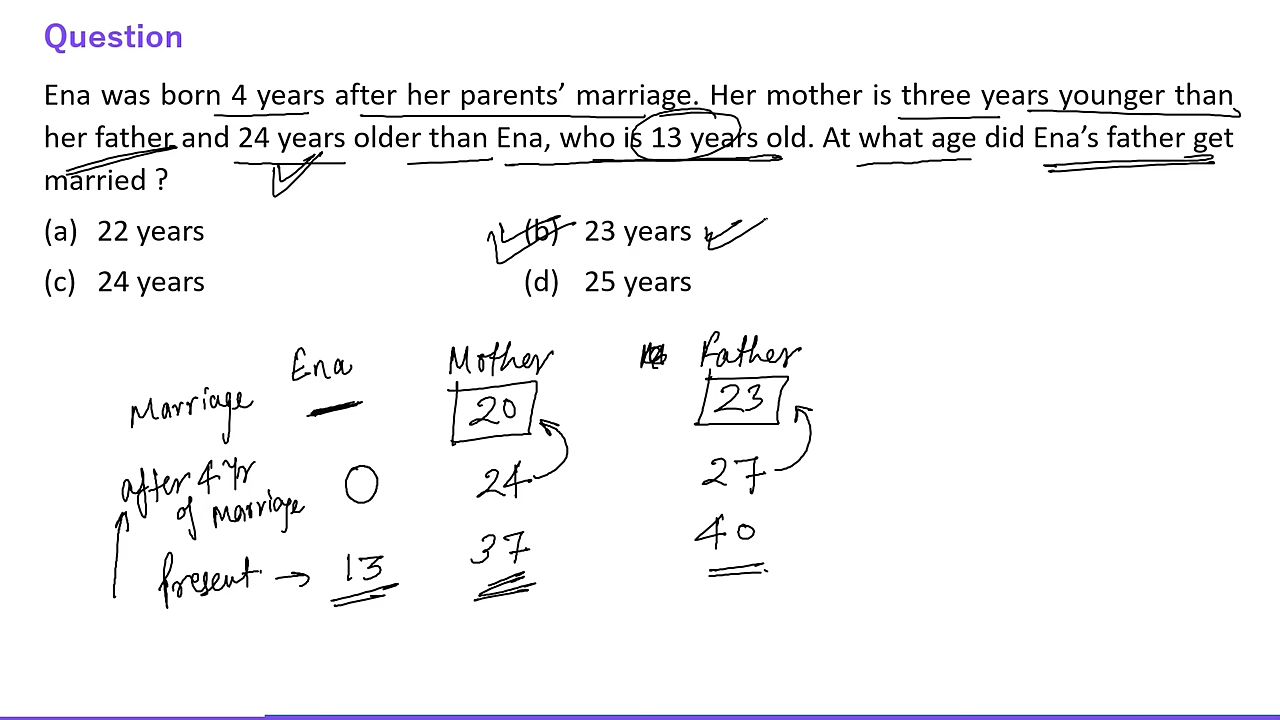 Question
Ena was born 4 years after her parents’ marriage. Her mother is three years younger than
her father and 24 years older than Ena, who is 13 years old. At what age did Ena’s father get
married ?
(a) 22 years (b) 23 years
(c) 24 years (d) 25 years
Ena Mother Father
Marriage 20 23
after 4 yr 0 24 27
of marriage
Present → 13 37 40